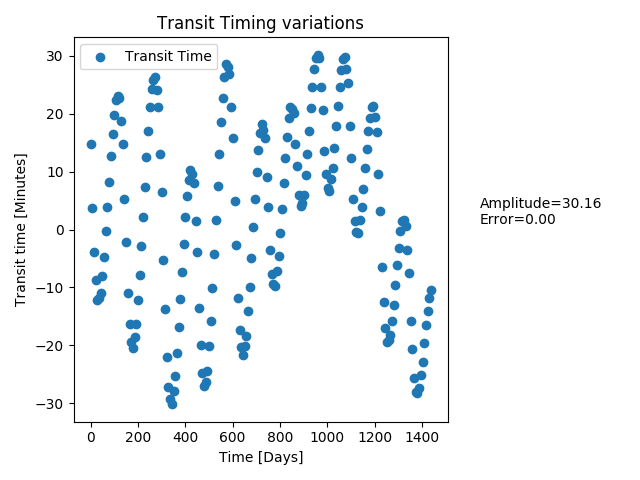 Transit Timing variations
Transit Time
30
20
10
0
−10
−20
−30
Transit time [Minutes]
0 200 400 600 800 1000 1200 1400
Time [Days]
Amplitude=30.16
Error=0.00